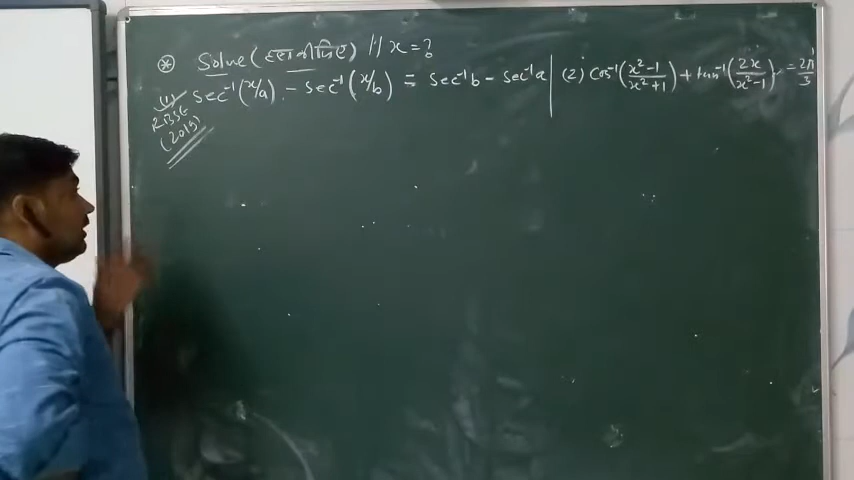 ⊛ Solve (हल कीजिए) // x = ?
(1) sec⁻¹(x/a) - sec⁻¹(x/b) = sec⁻¹b - sec⁻¹a
RBSE
(2019)
(2) cos⁻¹(x²-1/x²+1) + tan⁻¹(2x/x²-1) = 2π/3